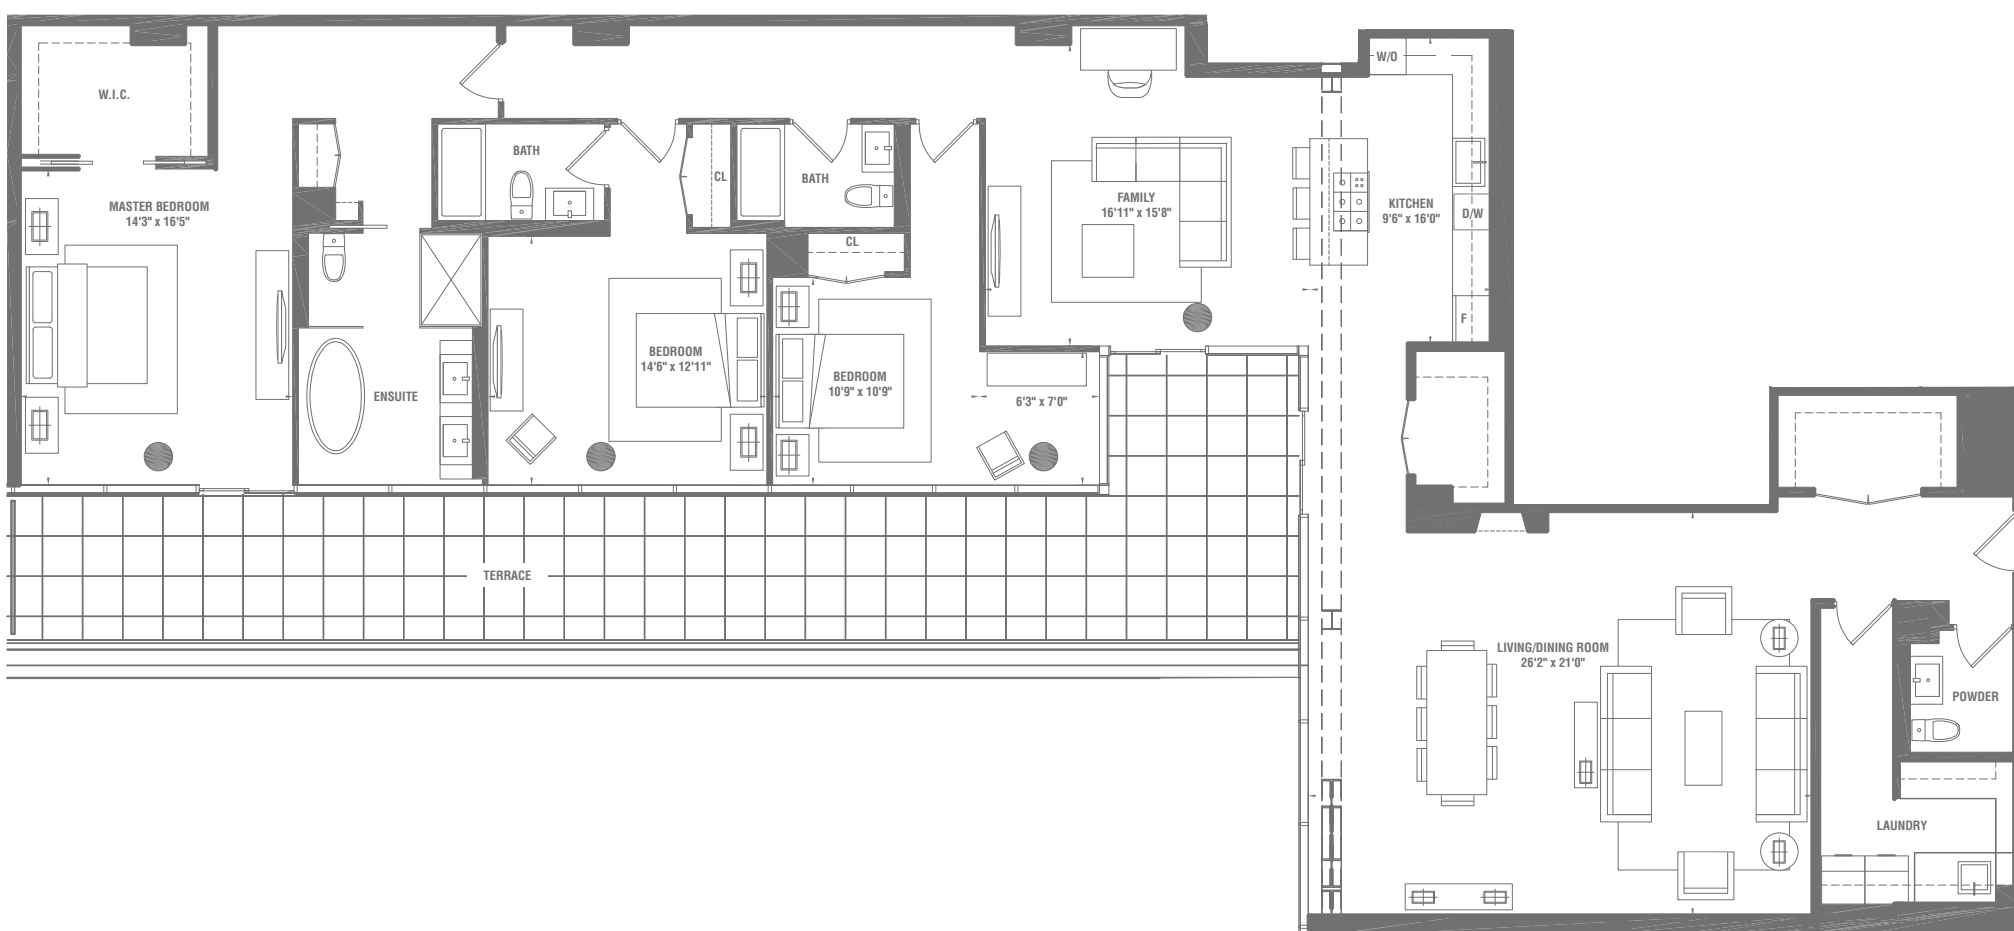 W/O
W.I.C.
BATH
CL
BATH
FAMILY
16'11" x 15'8"
KITCHEN
9'6" x 16'0"
D/W
MASTER BEDROOM
14'3" x 16'5"
CL
F
BEDROOM
14'6" x 12'11"
BEDROOM
10'9" x 10'9"
ENSUITE
6'3" x 7'0"
TERRACE
LIVING/DINING ROOM
26'2" x 21'0"
POWDER
LAUNDRY